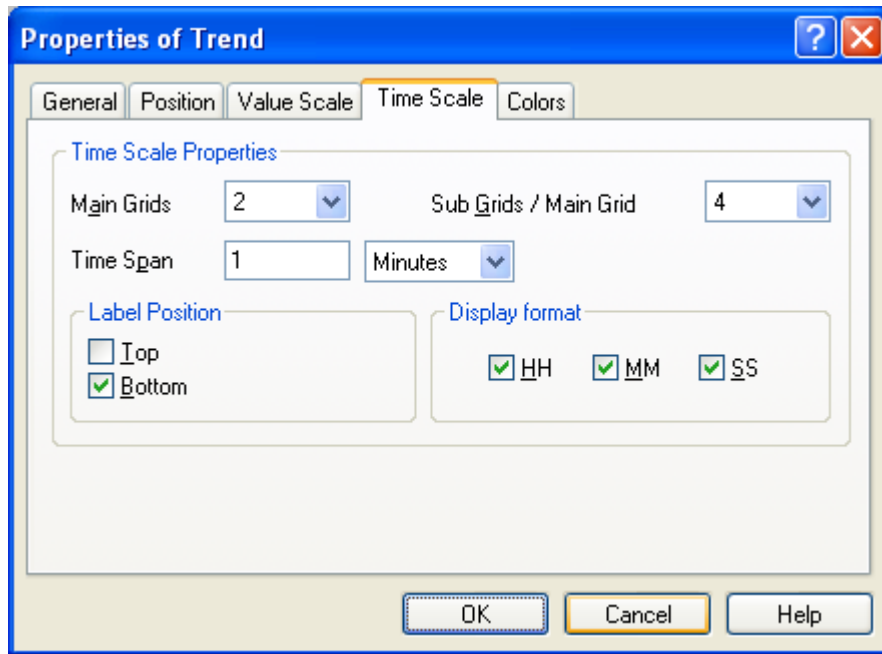 Properties of Trend
General Position Value Scale Time Scale Colors
Time Scale Properties
Main Grids 2 Sub Grids / Main Grid 4
Time Span 1 Minutes
Label Position Display format
Top
HH MM SS
Bottom
OK Cancel Help